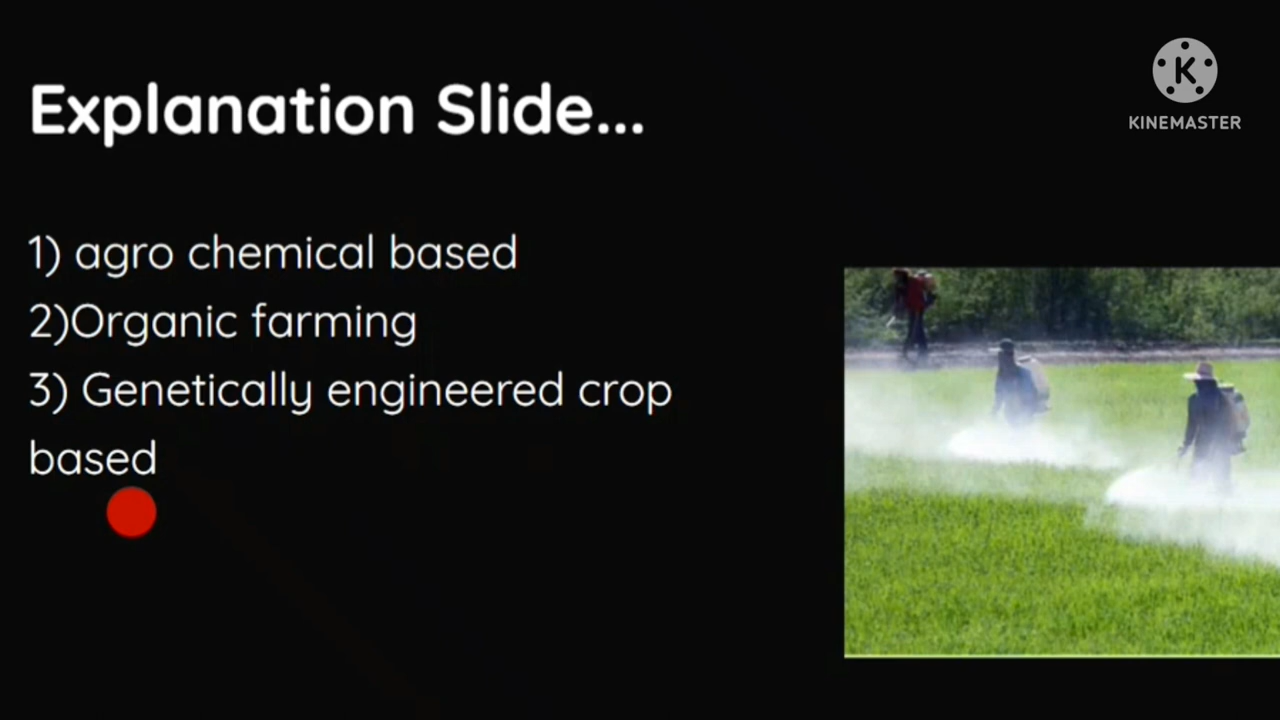 Explanation Slide...
KINEMASTER
1) agro chemical based
2)Organic farming
3) Genetically engineered crop
based